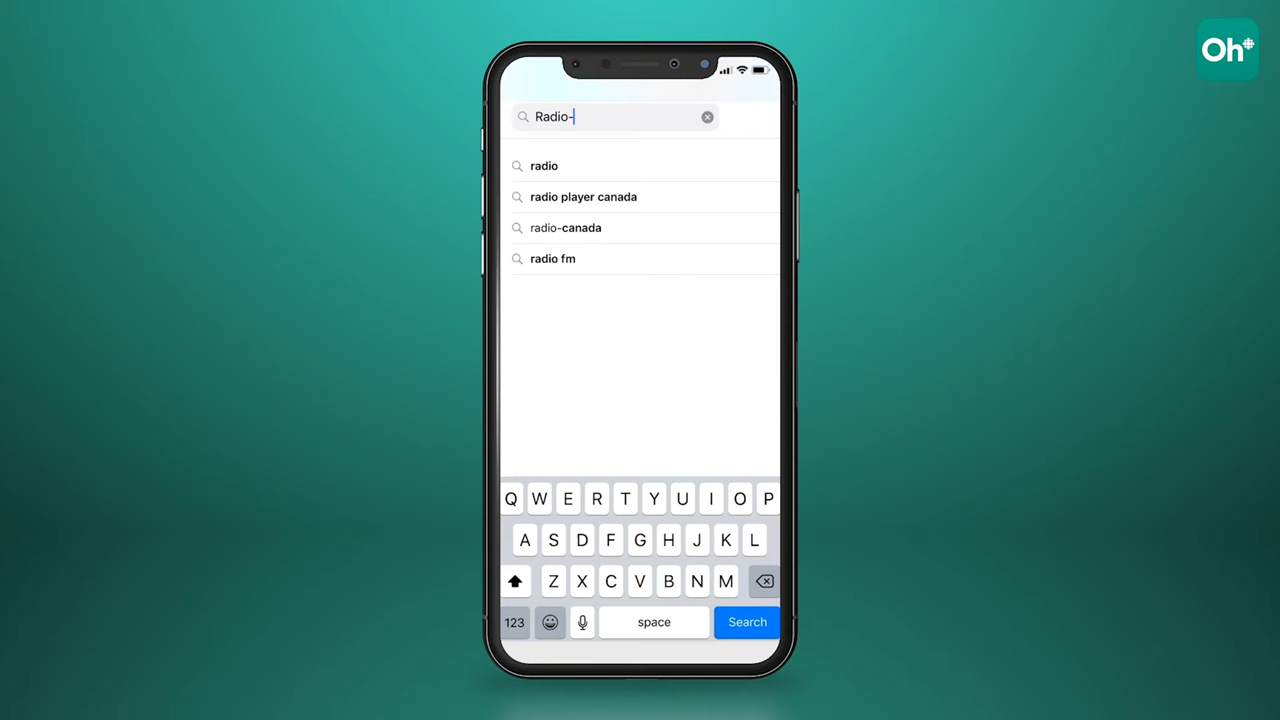 Oh
Radio-
radio
radio player canada
radio-canada
radio fm
Q W E R T Y U I O P
A S D F G H J K L
Z X C V B N M
123 space Search